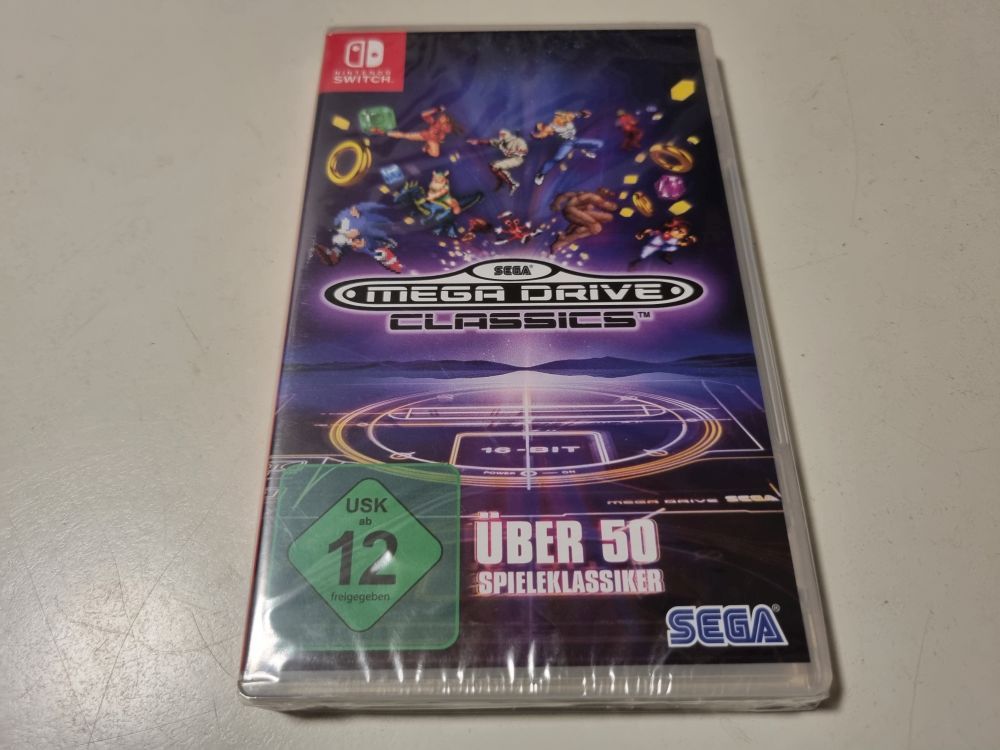 NINTENDO
SWITCH
SEGA®
MEGA DRIVE
CLASSICS™
16-BIT
POWER ON
MEGA DRIVE SEGA
USK
ab
12
freigegeben
ÜBER 50
SPIELEKLASSIKER
SEGA®